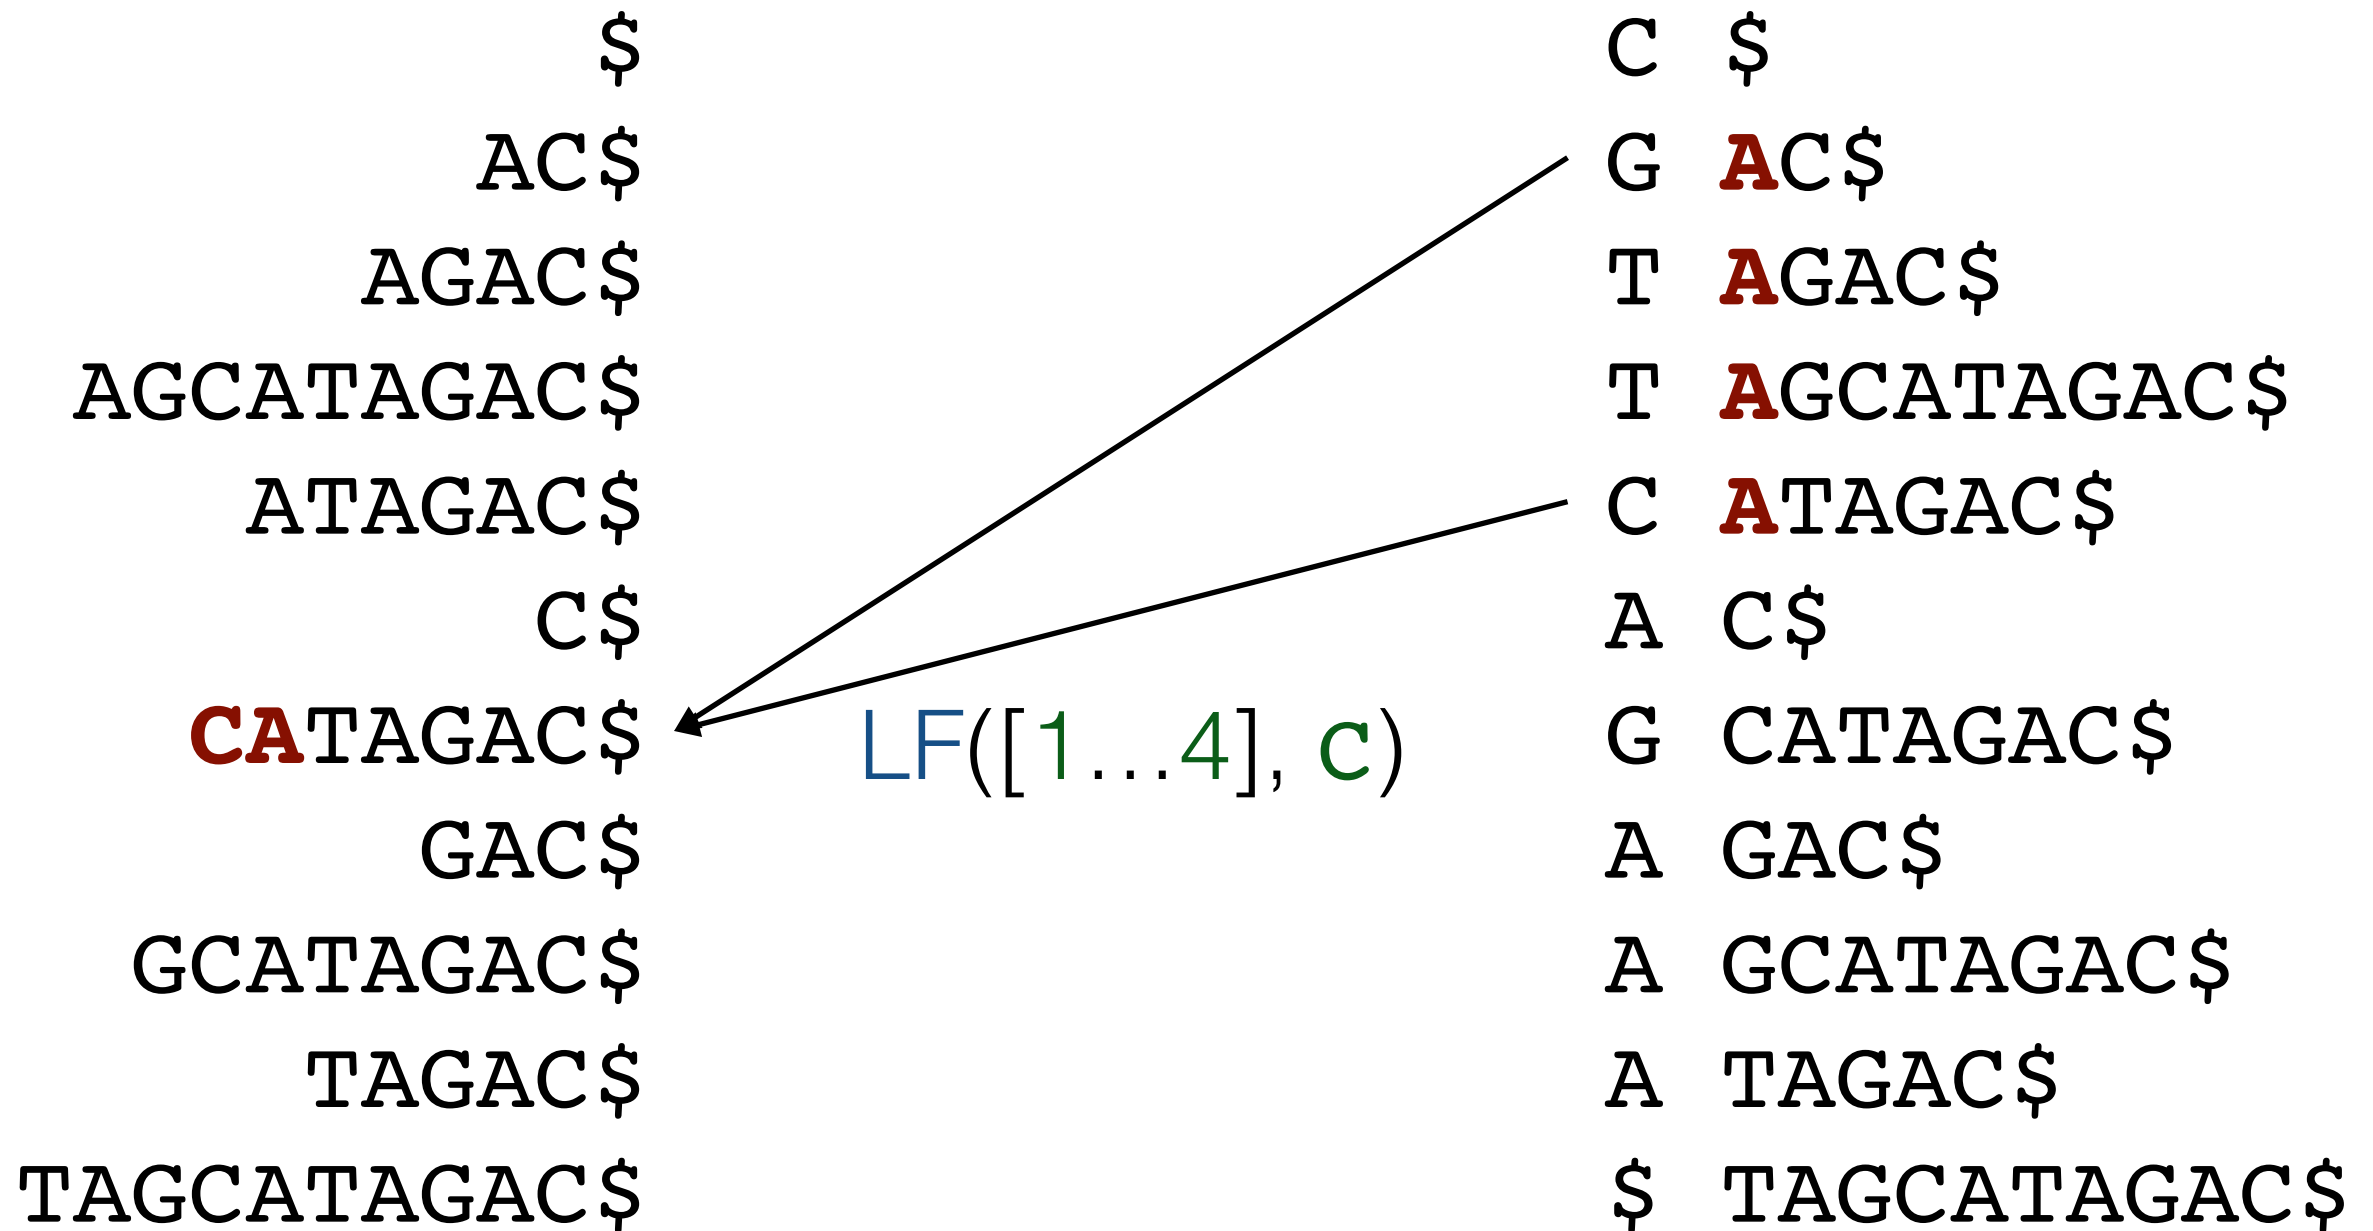 $
AC$
AGAC$
AGCATAGAC$
ATAGAC$
C$
CATAGAC$
GAC$
GCATAGAC$
TAGAC$
TAGCATAGAC$
LF([1...4], C)
C $
G AC$
T AGAC$
T AGCATAGAC$
C ATAGAC$
A C$
G CATAGAC$
A GAC$
A GCATAGAC$
A TAGAC$
$ TAGCATAGAC$